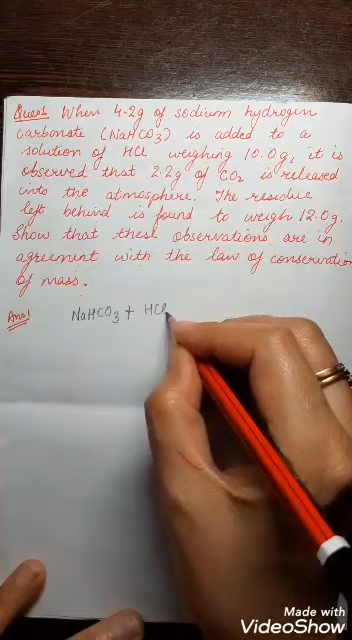 Ques1 When 4.2g of sodium hydrogen
carbonate (NaHCO3) is added to a
solution of HCl weighing 10.0g, it is
observed that 2.2g of CO2 is released
into the atmosphere. The residue
left behind is found to weigh 12.0g.
Show that these observations are in
agreement with the law of conservation
of mass.
Ans1 NaHCO3 + HCl
Made with
VideoShow